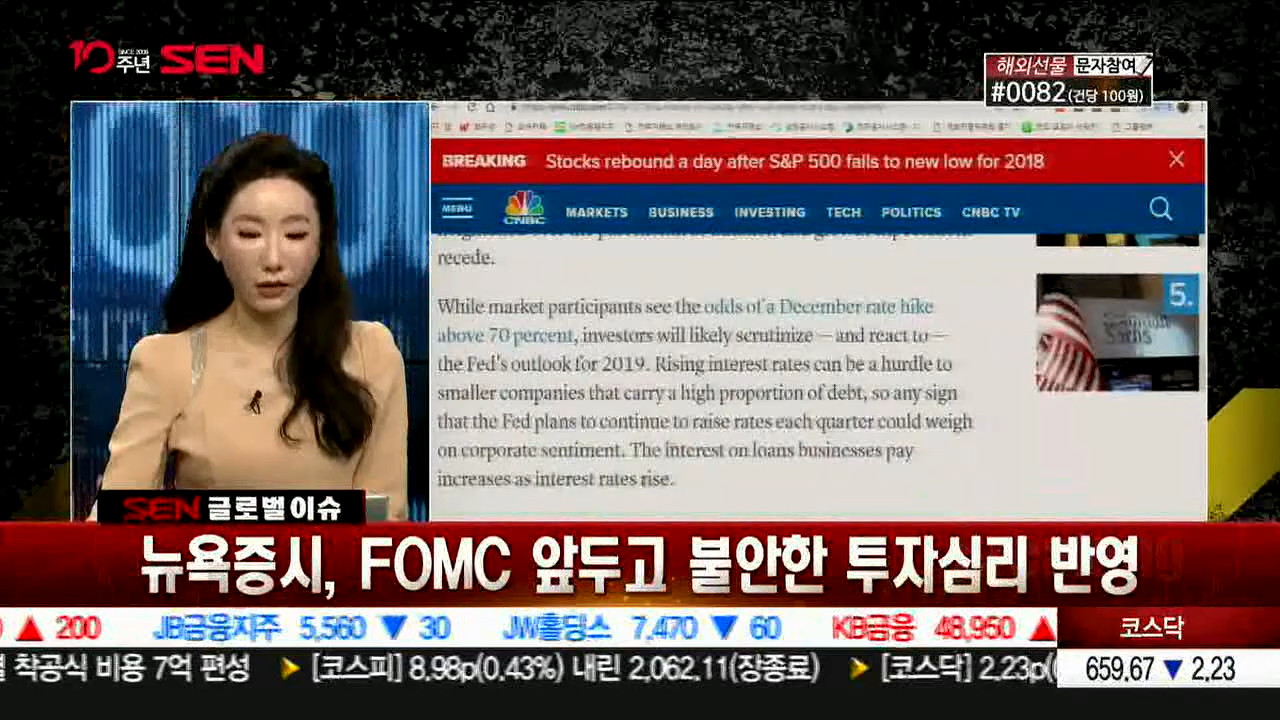 10주년 SEN
SINCE 2008
해외선물 문자참여
#0082(건당 100원)
BREAKING Stocks rebound a day after S&P 500 falls to new low for 2018
MENU CNBC MARKETS BUSINESS INVESTING TECH POLITICS CNBC TV
recede.
While market participants see the odds of a December rate hike
above 70 percent, investors will likely scrutinize — and react to —
the Fed's outlook for 2019. Rising interest rates can be a hurdle to
smaller companies that carry a high proportion of debt, so any sign
that the Fed plans to continue to raise rates each quarter could weigh
on corporate sentiment. The interest on loans businesses pay
increases as interest rates rise.
5.
SEN 글로벌이슈
뉴욕증시, FOMC 앞두고 불안한 투자심리 반영
▲ 200 JB금융지주 5,560 ▼ 30 JW홀딩스 7,470 ▼ 60 KB금융 48,950 ▲
코스닥
착공식 비용 7억 편성 [코스피] 8.98p(0.43%) 내린 2,062.11(장종료) [코스닥] 2.23p(
659.67 ▼ 2.23